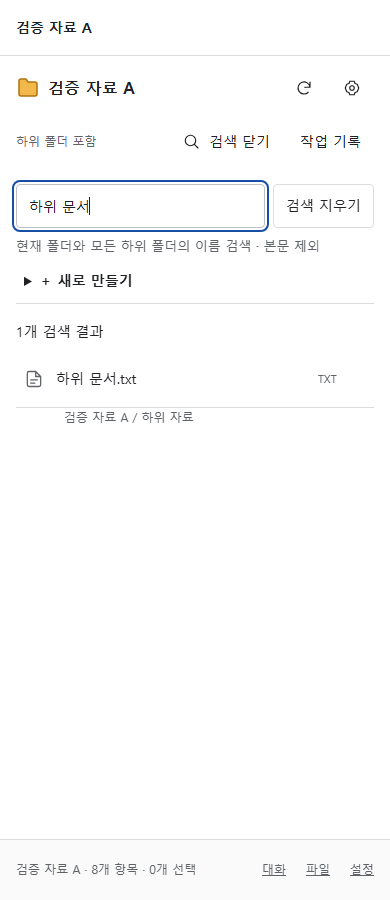 검증 자료 A
검증 자료 A
하위 폴더 포함 검색 닫기 작업 기록
하위 문서 검색 지우기
현재 폴더와 모든 하위 폴더의 이름 검색 · 본문 제외
+ 새로 만들기
1개 검색 결과
하위 문서.txt TXT
검증 자료 A / 하위 자료
검증 자료 A · 8개 항목 · 0개 선택 대화 파일 설정